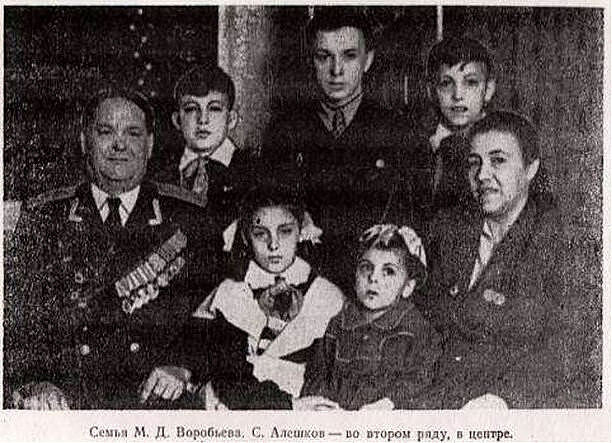 Семья М. Д. Воробьева. С. Алешков — во втором ряду, в центре.